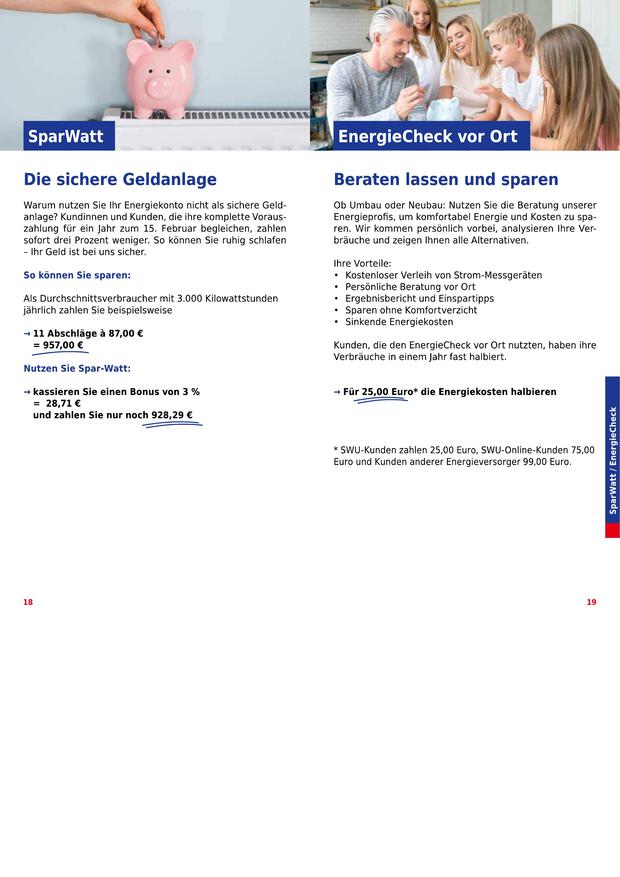 SparWatt
Die sichere Geldanlage
Warum nutzen Sie Ihr Energiekonto nicht als sichere Geld-
anlage? Kundinnen und Kunden, die ihre komplette Voraus-
zahlung für ein Jahr zum 15. Februar begleichen, zahlen
sofort drei Prozent weniger. So können Sie ruhig schlafen
– Ihr Geld ist bei uns sicher.
So können Sie sparen:
Als Durchschnittsverbraucher mit 3.000 Kilowattstunden
jährlich zahlen Sie beispielsweise
→ 11 Abschläge à 87,00 €
= 957,00 €
Nutzen Sie Spar-Watt:
→ kassieren Sie einen Bonus von 3 %
= 28,71 €
und zahlen Sie nur noch 928,29 €
18
EnergieCheck vor Ort
Beraten lassen und sparen
Ob Umbau oder Neubau: Nutzen Sie die Beratung unserer
Energieprofis, um komfortabel Energie und Kosten zu spa-
ren. Wir kommen persönlich vorbei, analysieren Ihre Ver-
bräuche und zeigen Ihnen alle Alternativen.
Ihre Vorteile:
• Kostenloser Verleih von Strom-Messgeräten
• Persönliche Beratung vor Ort
• Ergebnisbericht und Einspartipps
• Sparen ohne Komfortverzicht
• Sinkende Energiekosten
Kunden, die den EnergieCheck vor Ort nutzten, haben ihre
Verbräuche in einem Jahr fast halbiert.
→ Für 25,00 Euro* die Energiekosten halbieren
* SWU-Kunden zahlen 25,00 Euro, SWU-Online-Kunden 75,00
Euro und Kunden anderer Energieversorger 99,00 Euro.
SparWatt / EnergieCheck
19